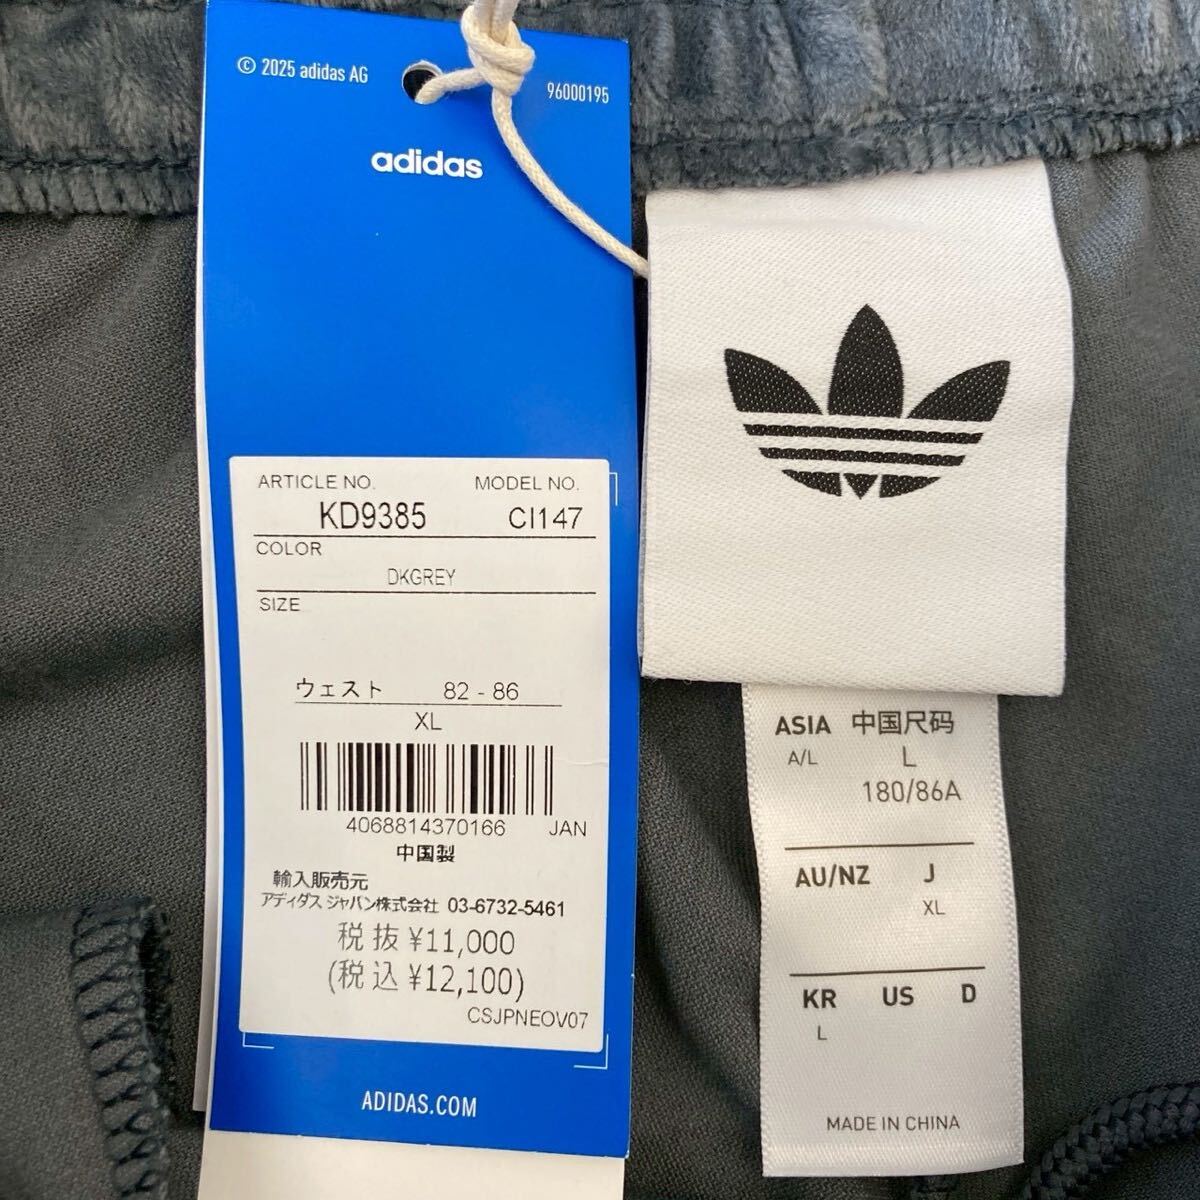 © 2025 adidas AG
96000195
adidas
ARTICLE NO. MODEL NO.
KD9385 CI147
COLOR
DKGREY
SIZE
ウェスト 82 - 86
XL
4068814370166 JAN
中国製
輸入販売元
アディダス ジャパン株式会社 03-6732-5461
税抜 ¥11,000
(税込 ¥12,100)
CSJPNEOV07
ADIDAS.COM
ASIA 中国尺码
A/L L
180/86A
AU/NZ J
XL
KR US D
L
MADE IN CHINA